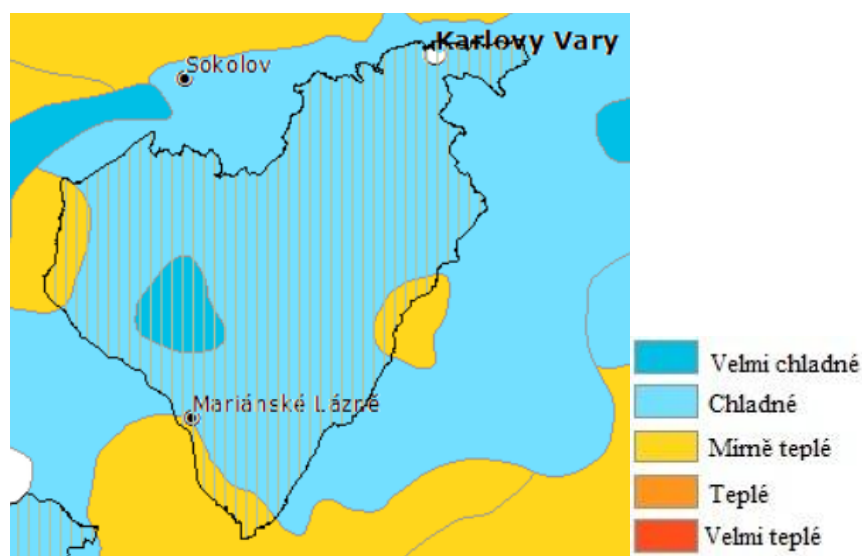 Karlovy Vary
Sokolov
Mariánské Lázně
Velmi chladné
Chladné
Mírně teplé
Teplé
Velmi teplé